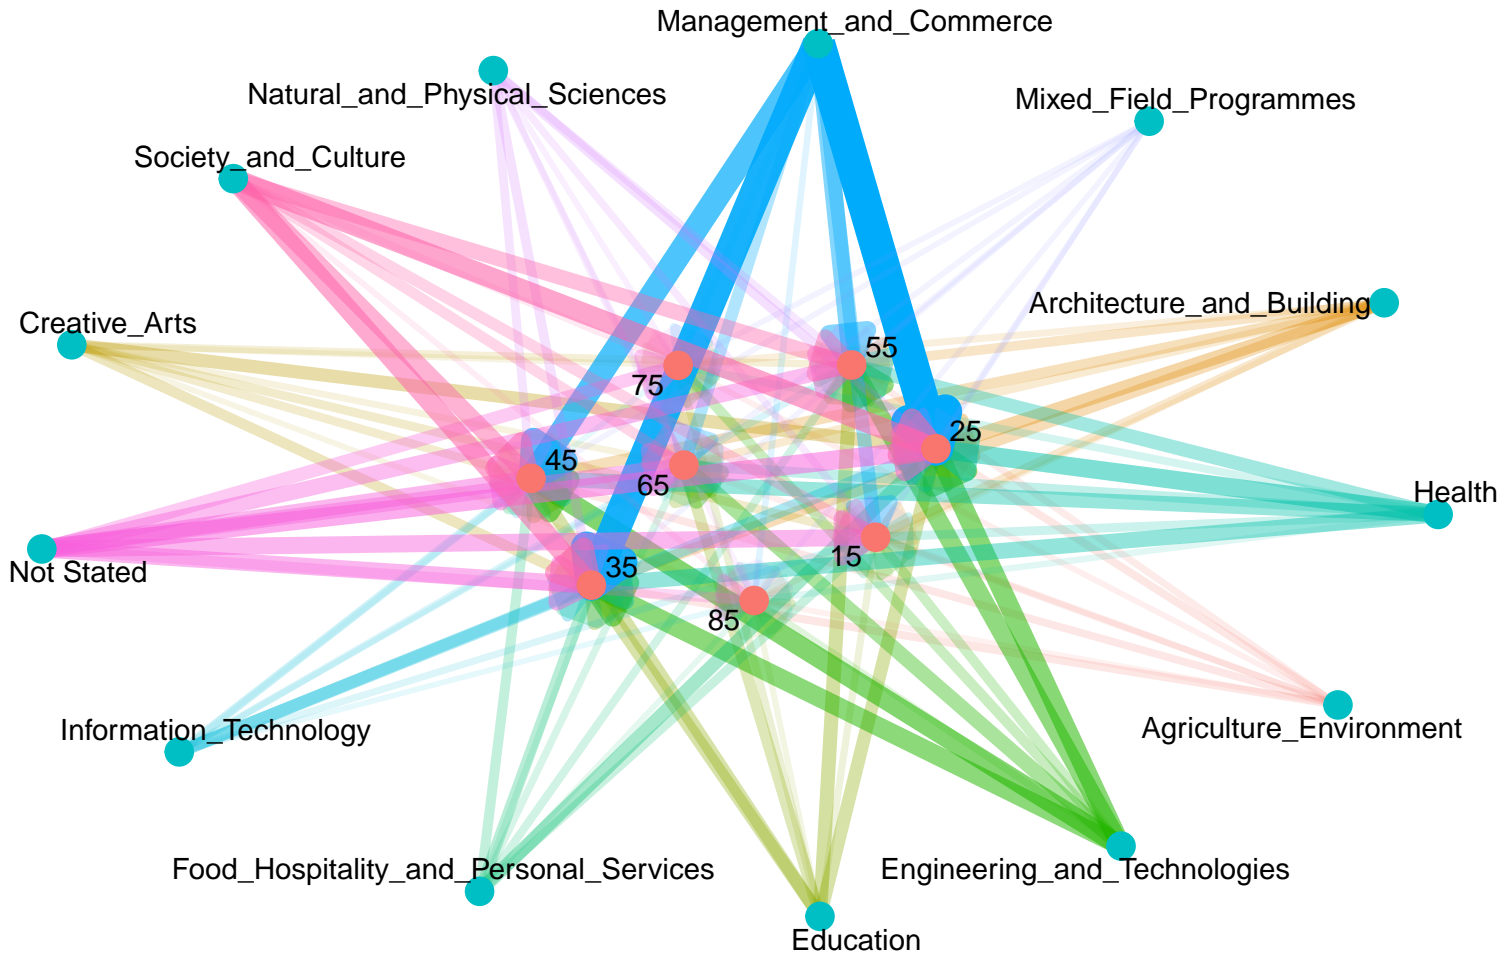 Management_and_Commerce
Natural_and_Physical_Sciences
Mixed_Field_Programmes
Society_and_Culture
Architecture_and_Building
Creative_Arts
55
75
25
45
65
Health
15
35
Not Stated
85
Information_Technology
Agriculture_Environment
Food_Hospitality_and_Personal_Services
Engineering_and_Technologies
Education